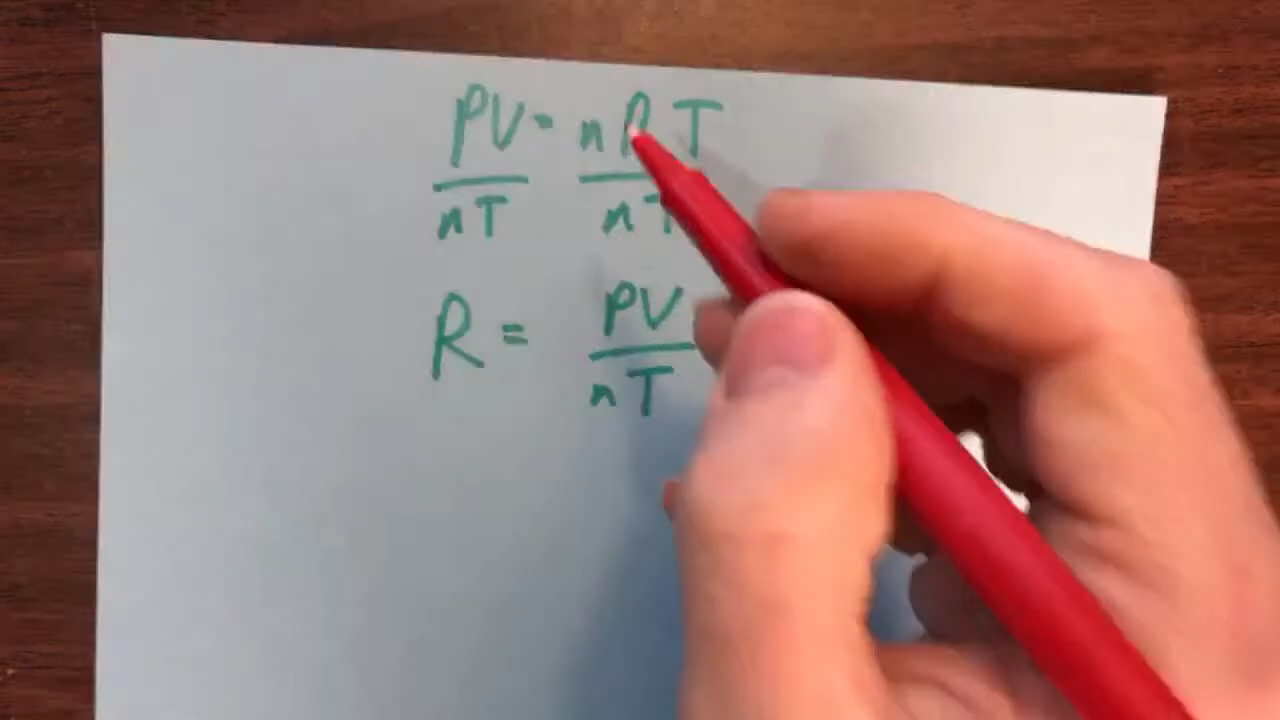 PV = nRT
nT nT
R = PV
nT